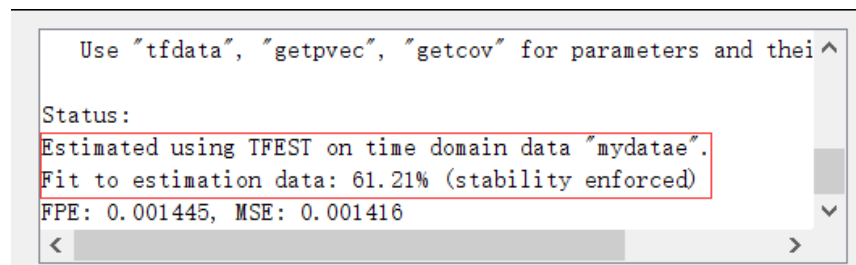 Use "tfdata", "getpvec", "getcov" for parameters and thei
Status:
Estimated using TFEST on time domain data "mydatae".
Fit to estimation data: 61.21% (stability enforced)
FPE: 0.001445, MSE: 0.001416